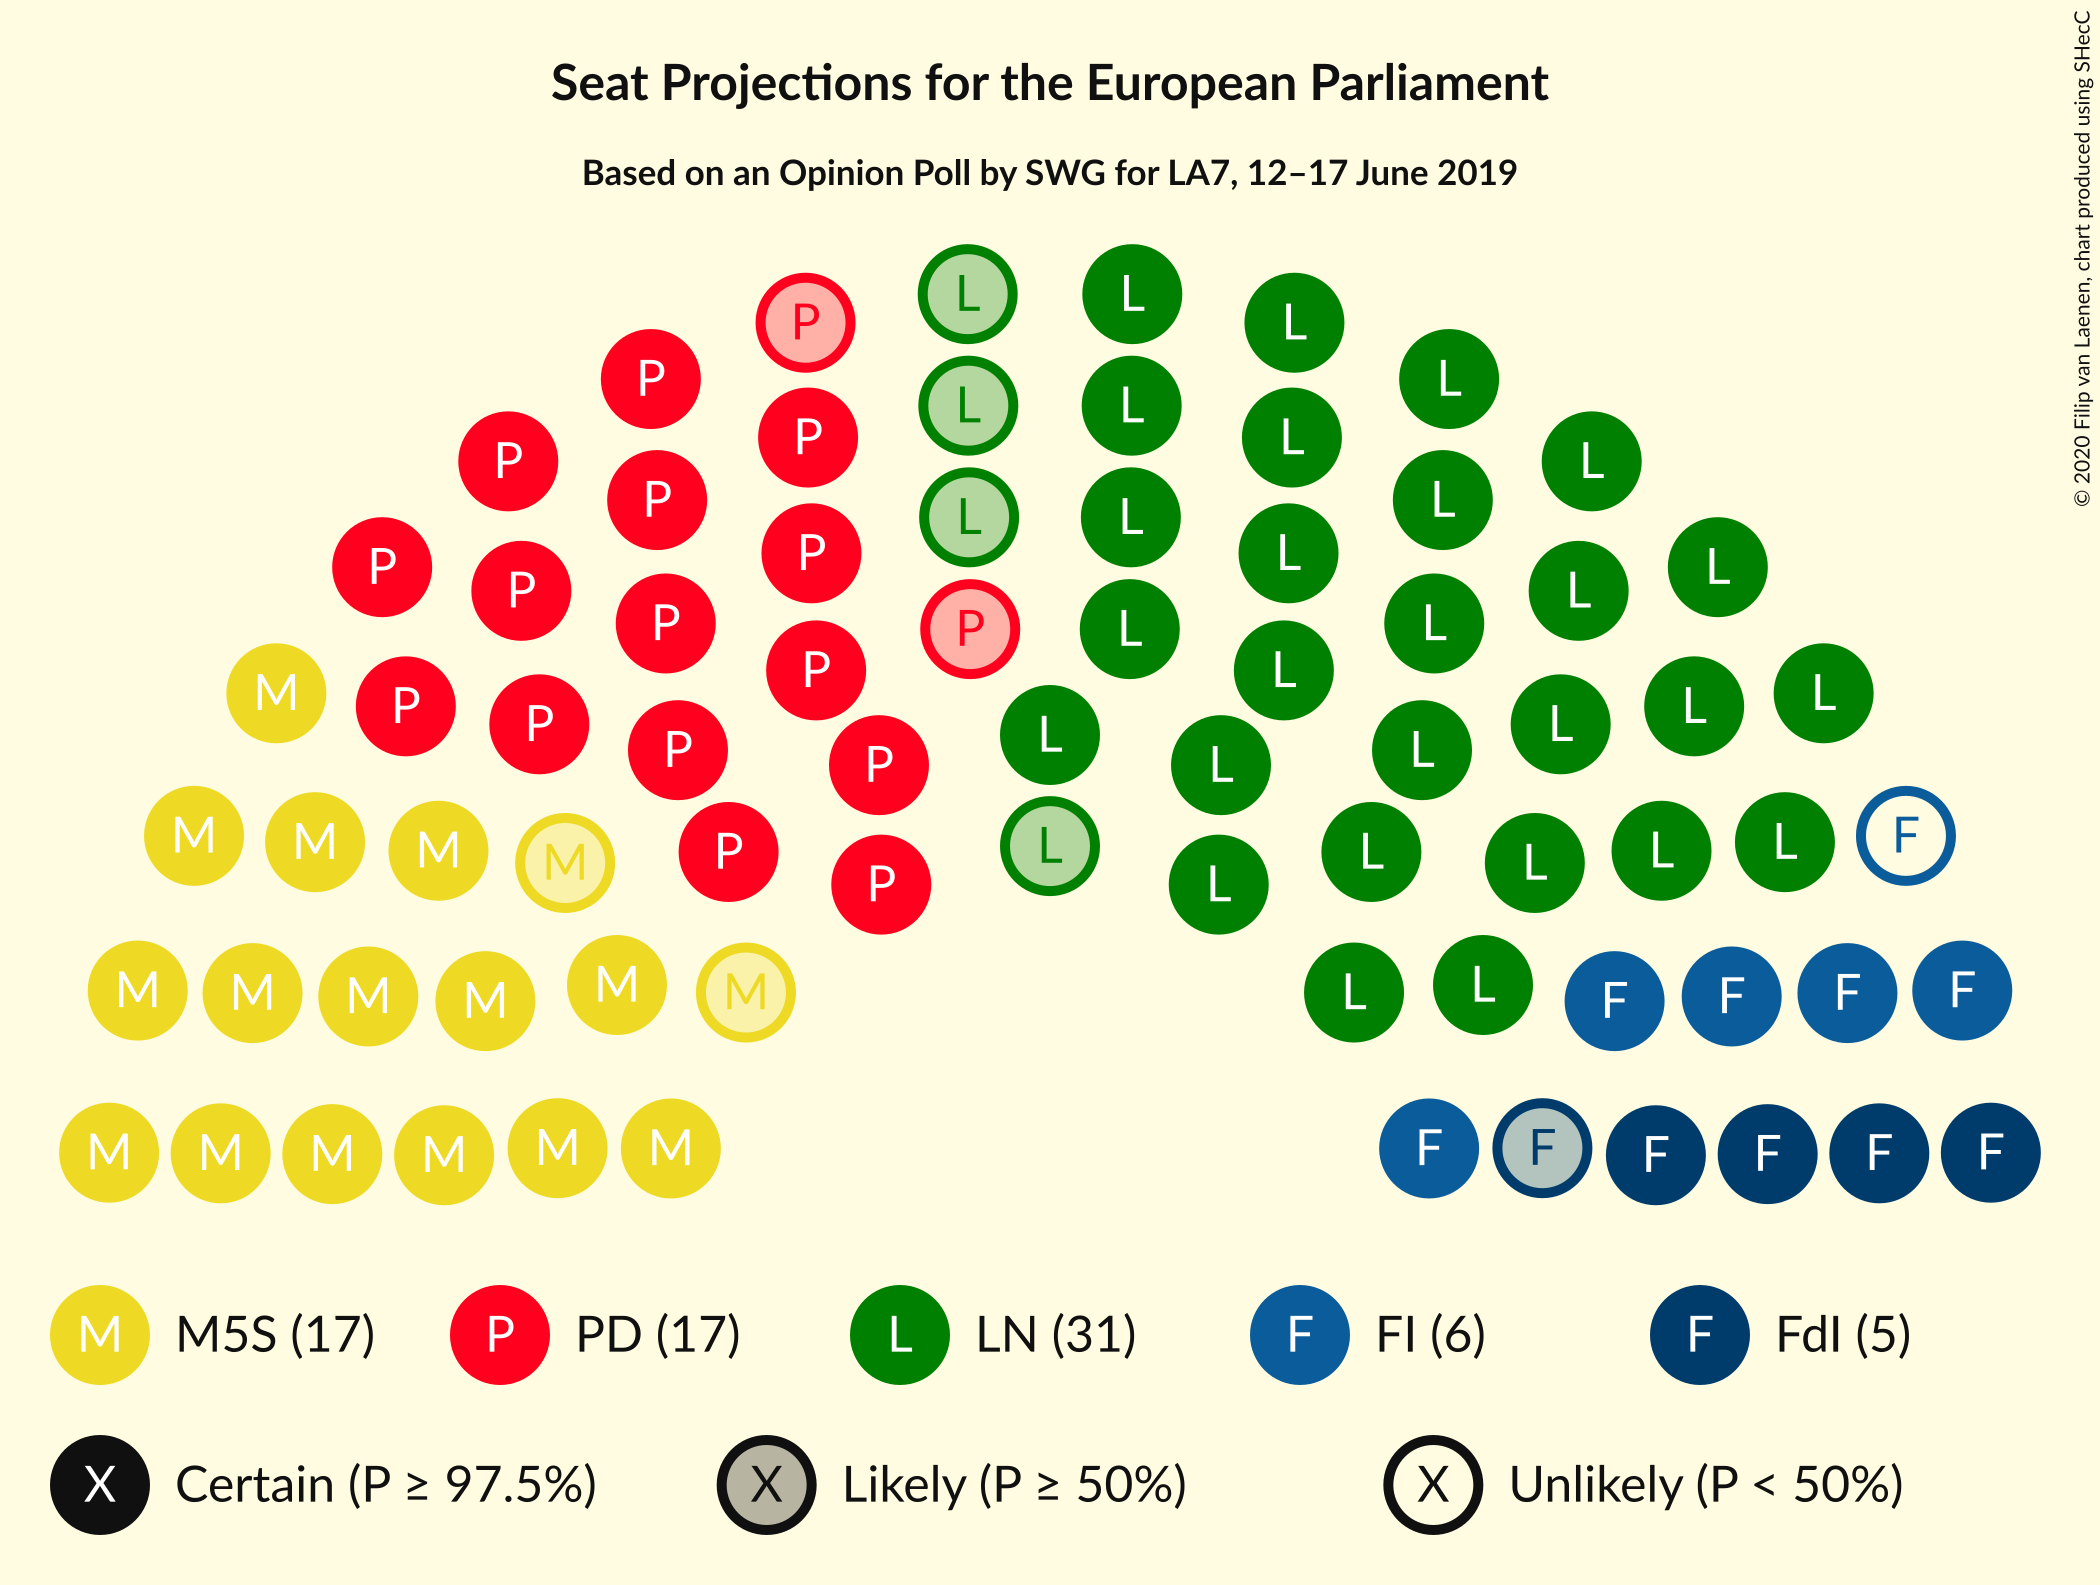 Seat Projections for the European Parliament
Based on an Opinion Poll by SWG for LA7, 12–17 June 2019
© 2020 Filip van Laenen, chart produced using SHecC
L L
P L
P L
P L P L
L L
P L
P L P L
P L P L
P L
P L P L
M P L L
P L P L
P L L
P L
M M L F
M M L L
M P L L
P L
M M M M M M L L F F F F
M M M M M M F F F F F F
M M5S (17) P PD (17) L LN (31) F FI (6) F FdI (5)
X Certain (P ≥ 97.5%) X Likely (P ≥ 50%) X Unlikely (P < 50%)